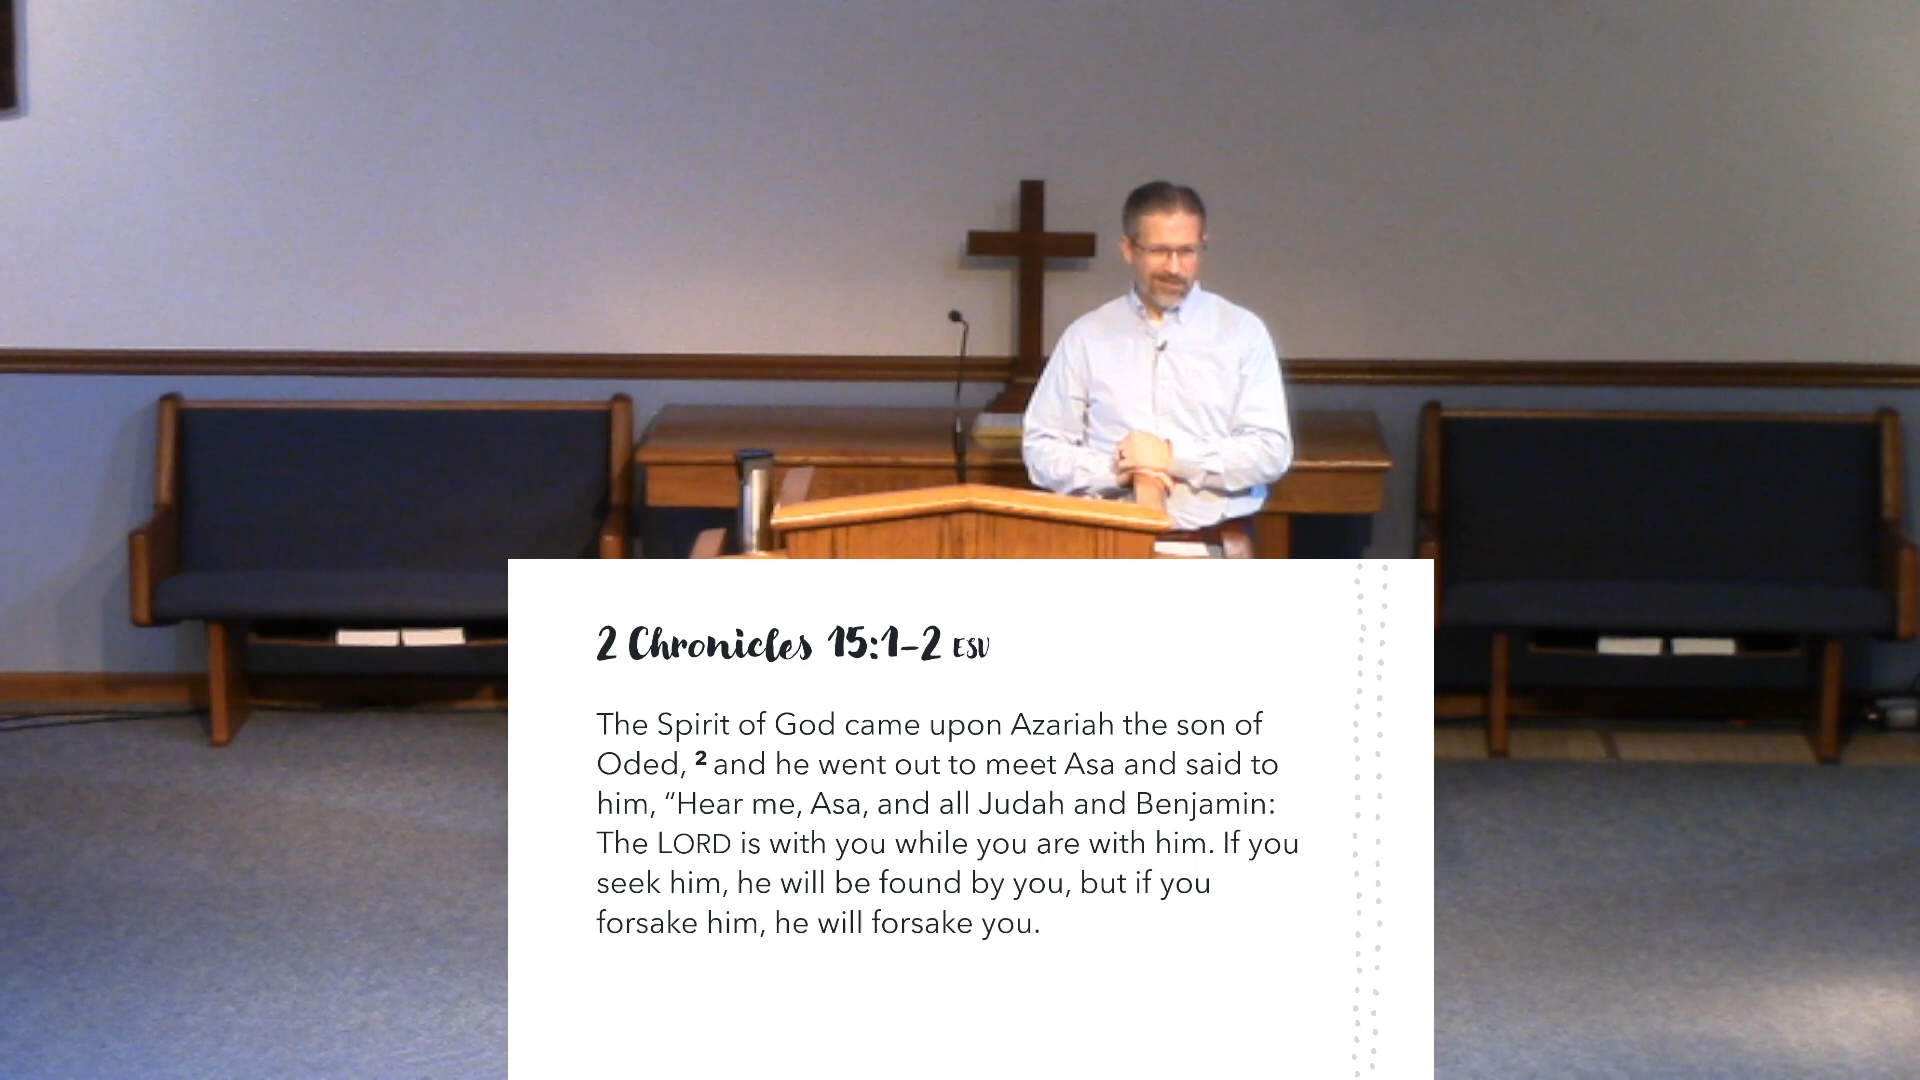 2 Chronicles 15:1–2 ESV
The Spirit of God came upon Azariah the son of
Oded, 2 and he went out to meet Asa and said to
him, “Hear me, Asa, and all Judah and Benjamin:
The LORD is with you while you are with him. If you
seek him, he will be found by you, but if you
forsake him, he will forsake you.